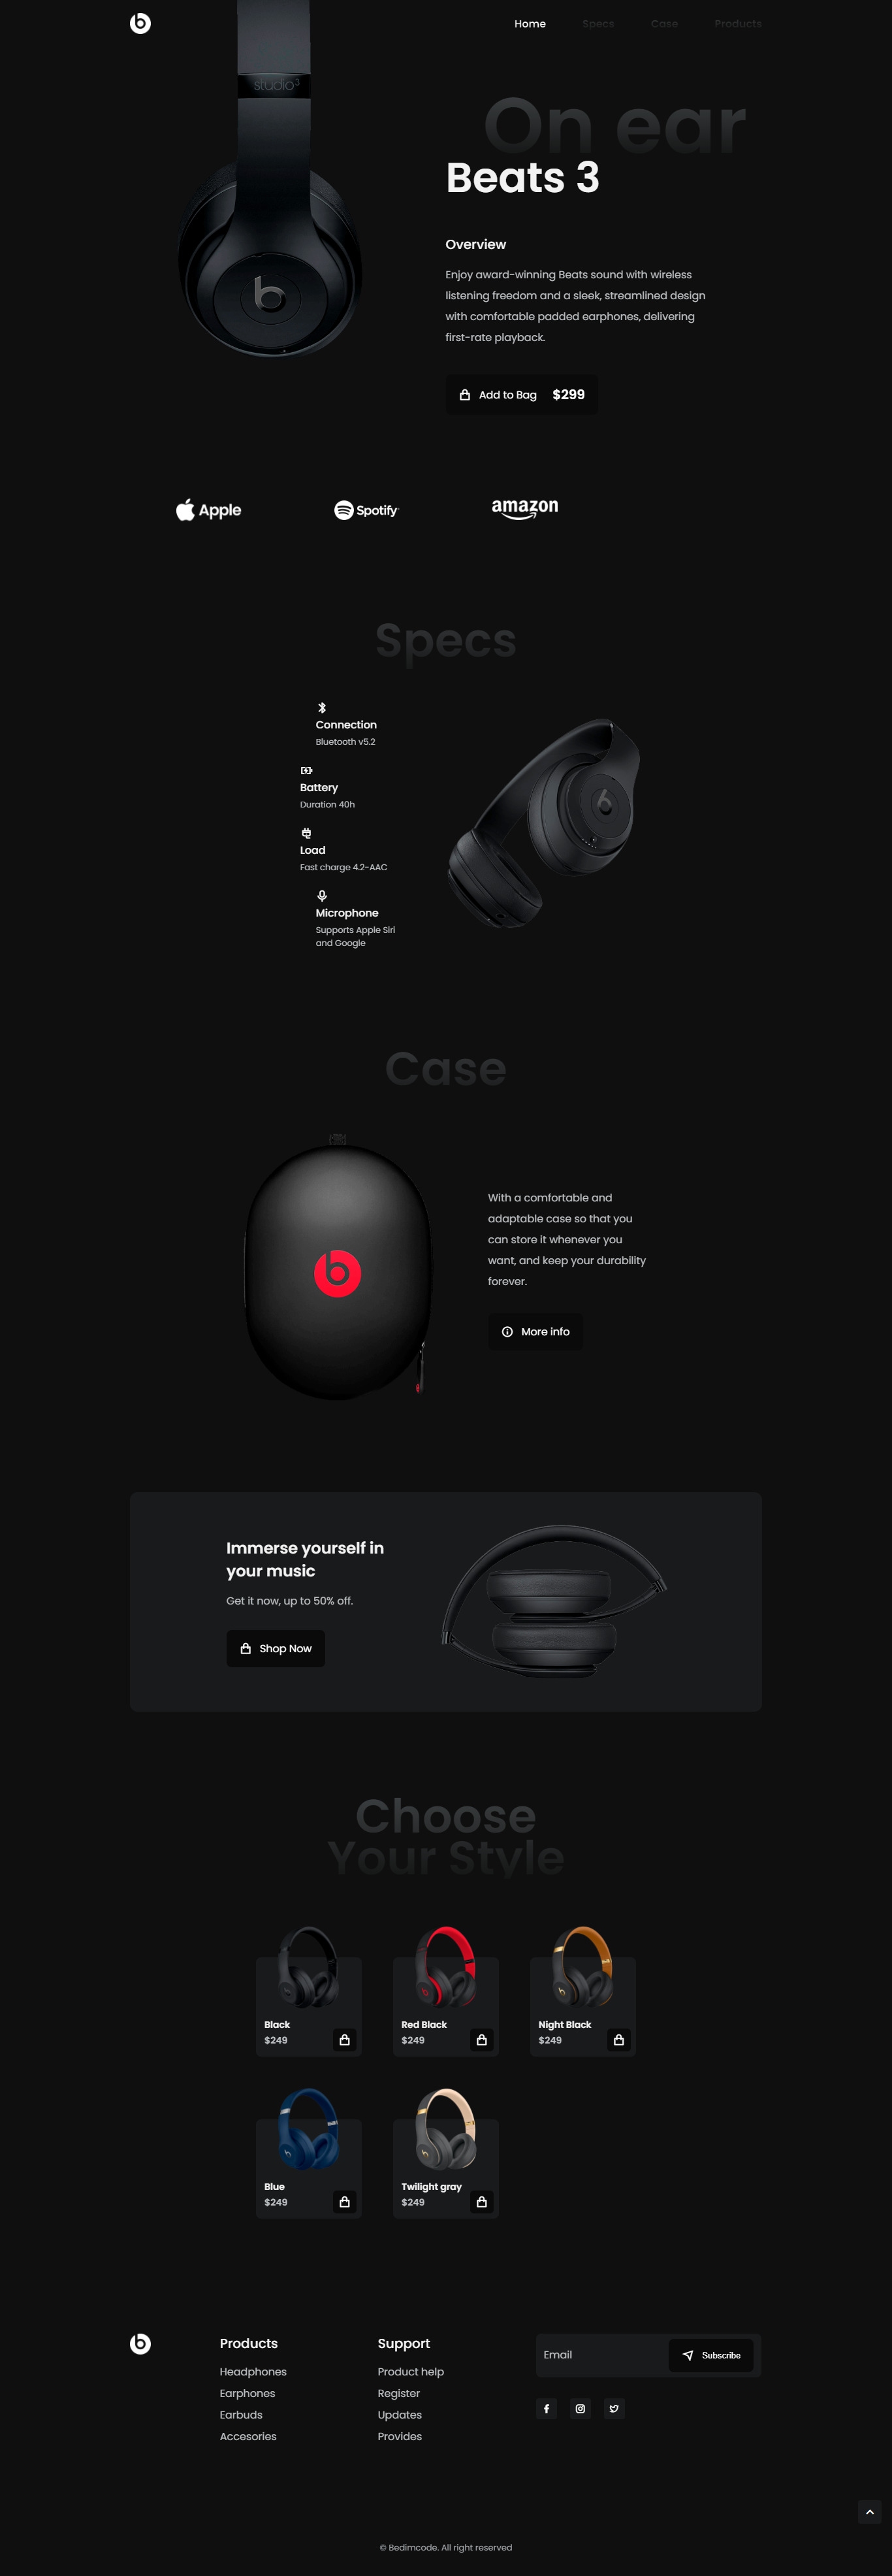 Home Specs Case Products
studio3
On ear
Beats 3
Overview
Enjoy award-winning Beats sound with wireless
listening freedom and a sleek, streamlined design
with comfortable padded earphones, delivering
first-rate playback.
Add to Bag $299
Apple
Spotify
amazon
Specs
Connection
Bluetooth v5.2
Battery
Duration 40h
Load
Fast charge 4.2-AAC
Microphone
Supports Apple Siri
and Google
Case
With a comfortable and
adaptable case so that you
can store it whenever you
want, and keep your durability
forever.
More info
Immerse yourself in
your music
Get it now, up to 50% off.
Shop Now
Choose
Your Style
Black
$249
Red Black
$249
Night Black
$249
Blue
$249
Twilight gray
$249
Products
Headphones
Earphones
Earbuds
Accesories
Support
Product help
Register
Updates
Provides
Email
Subscribe
© Bedimcode. All right reserved